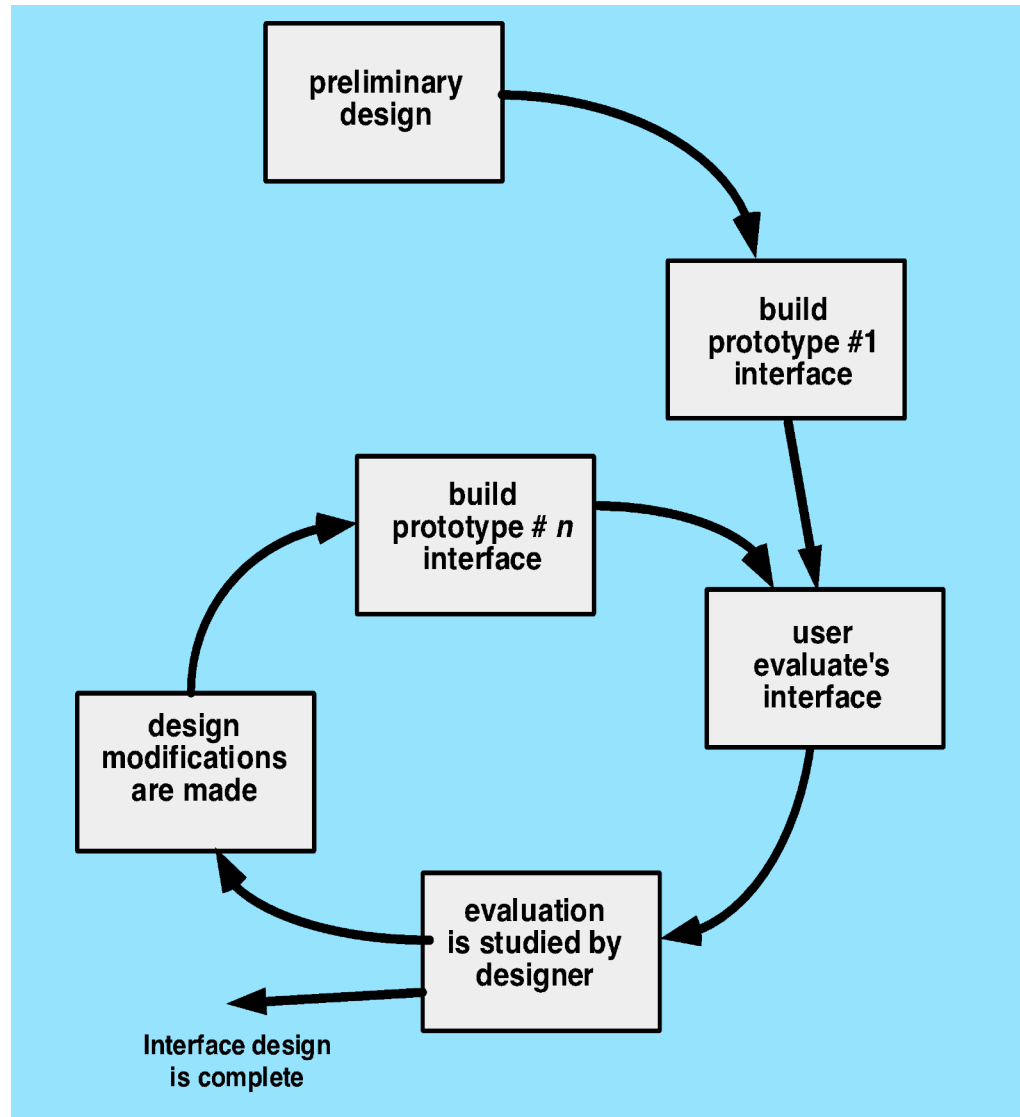 preliminary
design
build
prototype #1
interface
build
prototype # n
interface
user
evaluate's
interface
design
modifications
are made
evaluation
is studied by
designer
Interface design
is complete